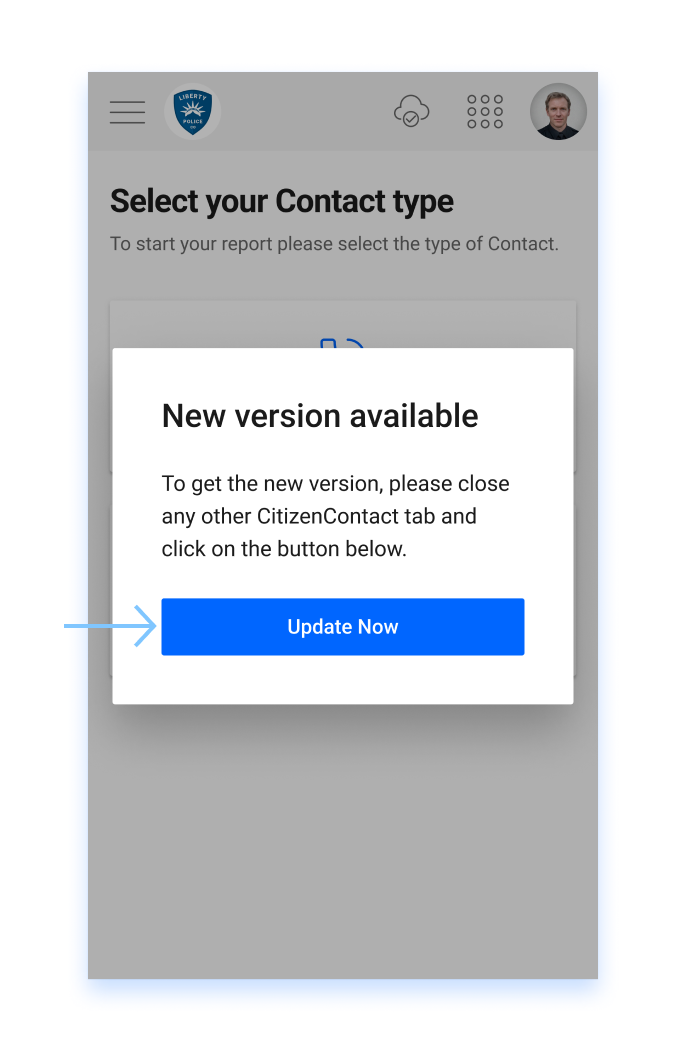 LIBERTY
POLICE
CO
Select your Contact type
To start your report please select the type of Contact.
New version available
To get the new version, please close
any other CitizenContact tab and
click on the button below.
Update Now